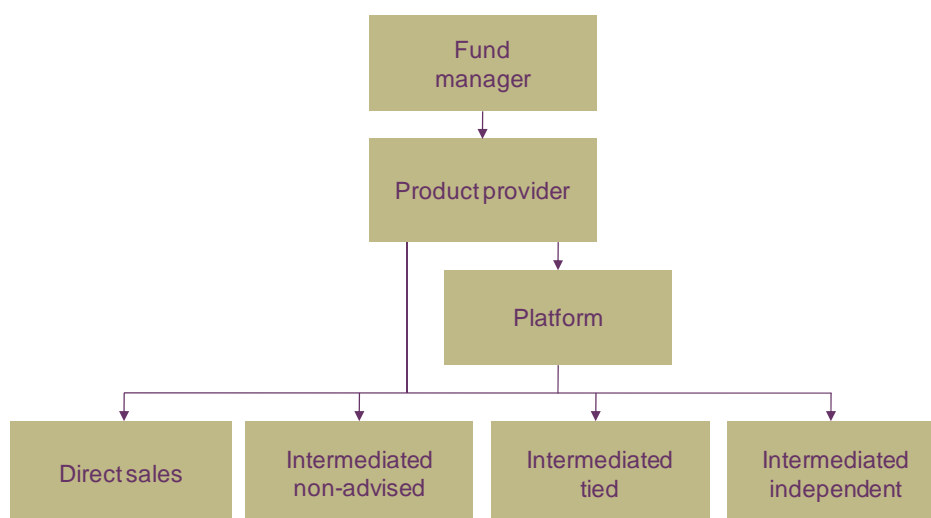 Fund
manager
Product provider
Platform
Direct sales
Intermediated
non-advised
Intermediated
tied
Intermediated
independent